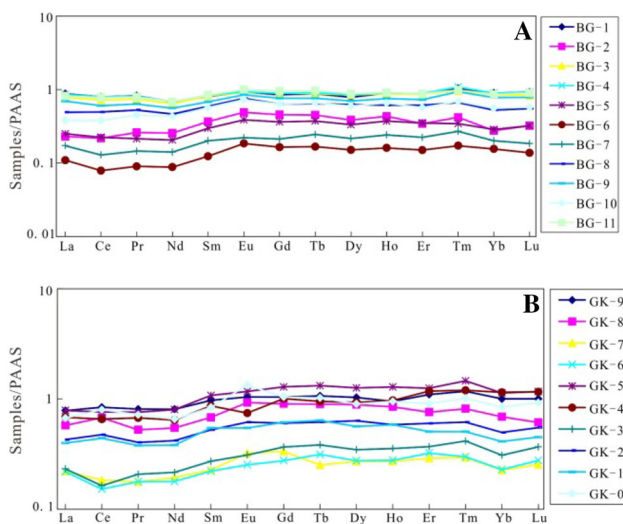 A
10
1
0.1
0.01
Samples/PAAS
La Ce Pr Nd Sm Eu Gd Tb Dy Ho Er Tm Yb Lu
BG-1
BG-2
BG-3
BG-4
BG-5
BG-6
BG-7
BG-8
BG-9
BG-10
BG-11
B
10
1
0.1
Samples/PAAS
La Ce Pr Nd Sm Eu Gd Tb Dy Ho Er Tm Yb Lu
GK-9
GK-8
GK-7
GK-6
GK-5
GK-4
GK-3
GK-2
GK-1
GK-0